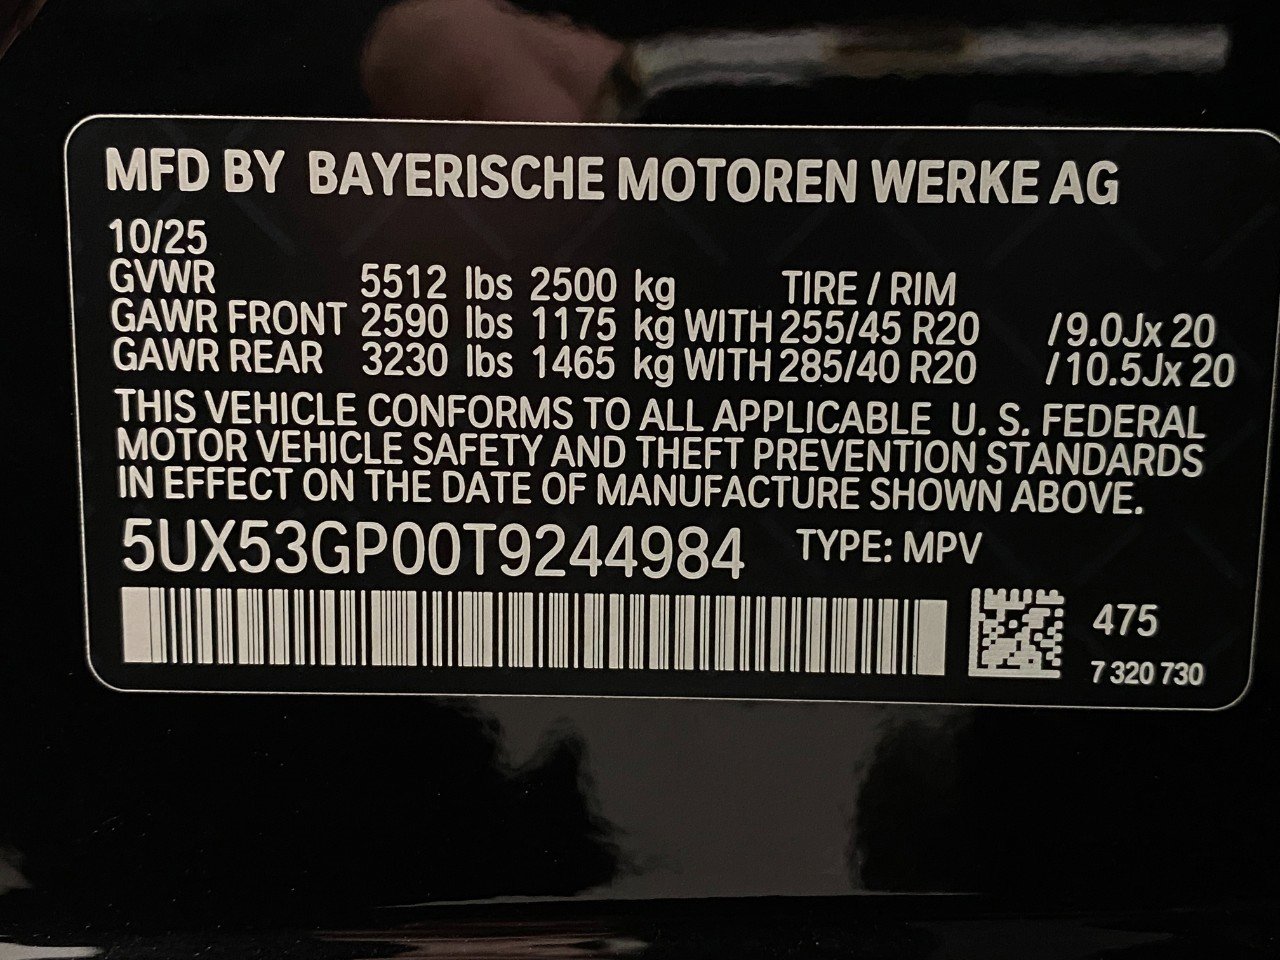 MFD BY BAYERISCHE MOTOREN WERKE AG
10/25
GVWR 5512 lbs 2500 kg TIRE / RIM
GAWR FRONT 2590 lbs 1175 kg WITH 255/45 R20 /9.0Jx 20
GAWR REAR 3230 lbs 1465 kg WITH 285/40 R20 /10.5Jx 20
THIS VEHICLE CONFORMS TO ALL APPLICABLE U. S. FEDERAL
MOTOR VEHICLE SAFETY AND THEFT PREVENTION STANDARDS
IN EFFECT ON THE DATE OF MANUFACTURE SHOWN ABOVE.
5UX53GP00T9244984 TYPE: MPV
475
7 320 730